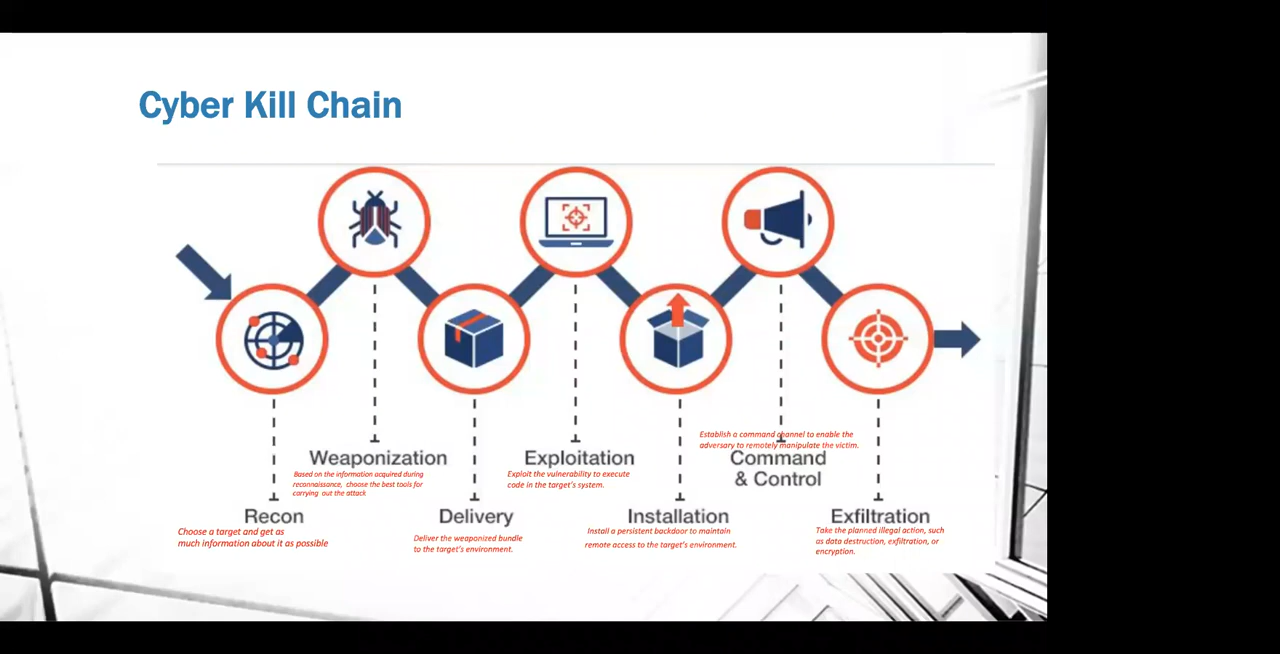 Cyber Kill Chain
Establish a command channel to enable the
adversary to remotely manipulate the victim.
Weaponization
Based on the information acquired during
reconnaissance, choose the best tools for
carrying out the attack
Exploitation
Exploit the vulnerability to execute
code in the target's system.
Command
& Control
Recon
Choose a target and get as
much information about it as possible
Delivery
Deliver the weaponized bundle
to the target's environment.
Installation
Install a persistent backdoor to maintain
remote access to the target's environment.
Exfiltration
Take the planned illegal action, such
as data destruction, exfiltration, or
encryption.